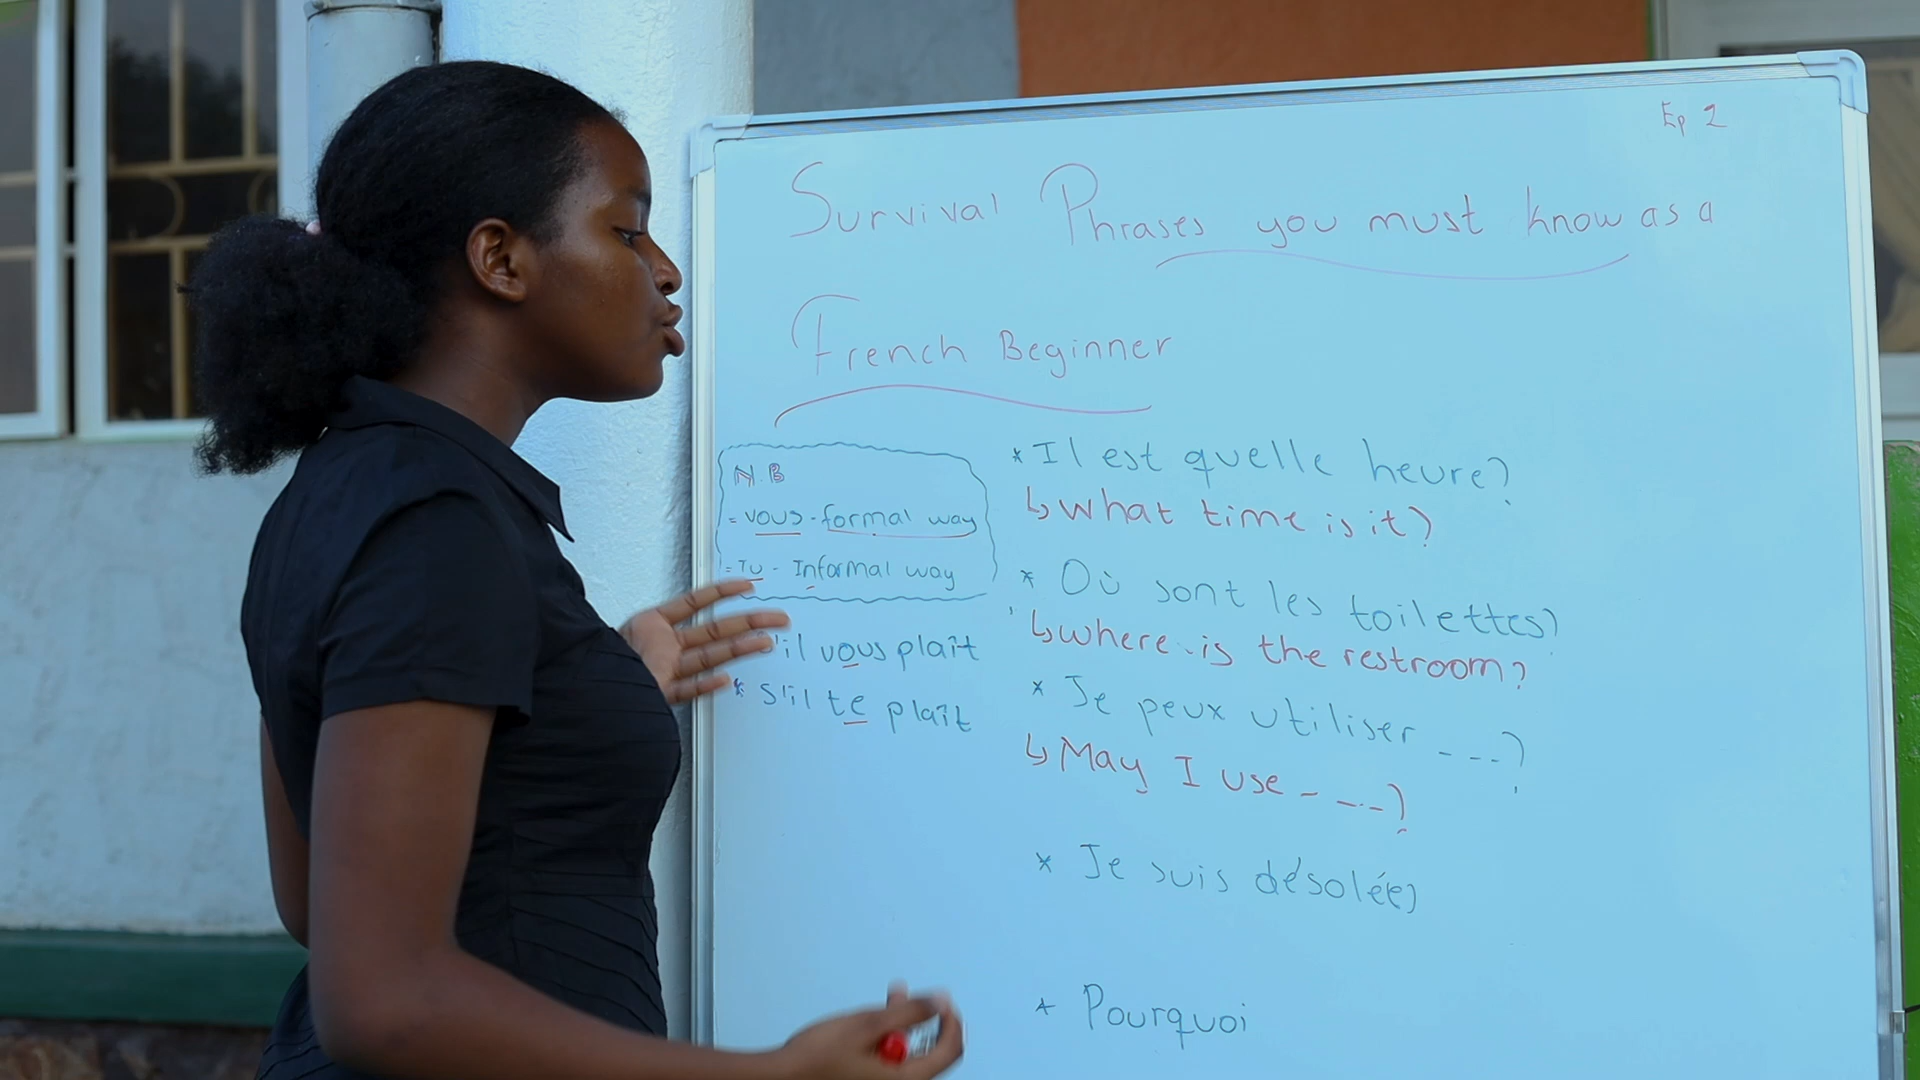 Ep 2
Survival Phrases you must know as a
French Beginner
N.B
= vous - formal way
= Tu - Informal way
s'il vous plaît
* s'il te plaît
* Il est quelle heure?
↳ what time is it?
* Où sont les toilettes?
↳ where is the restroom?
* Je peux utiliser ----?
↳ May I use ----?
* Je suis désolé(e)
* Pourquoi